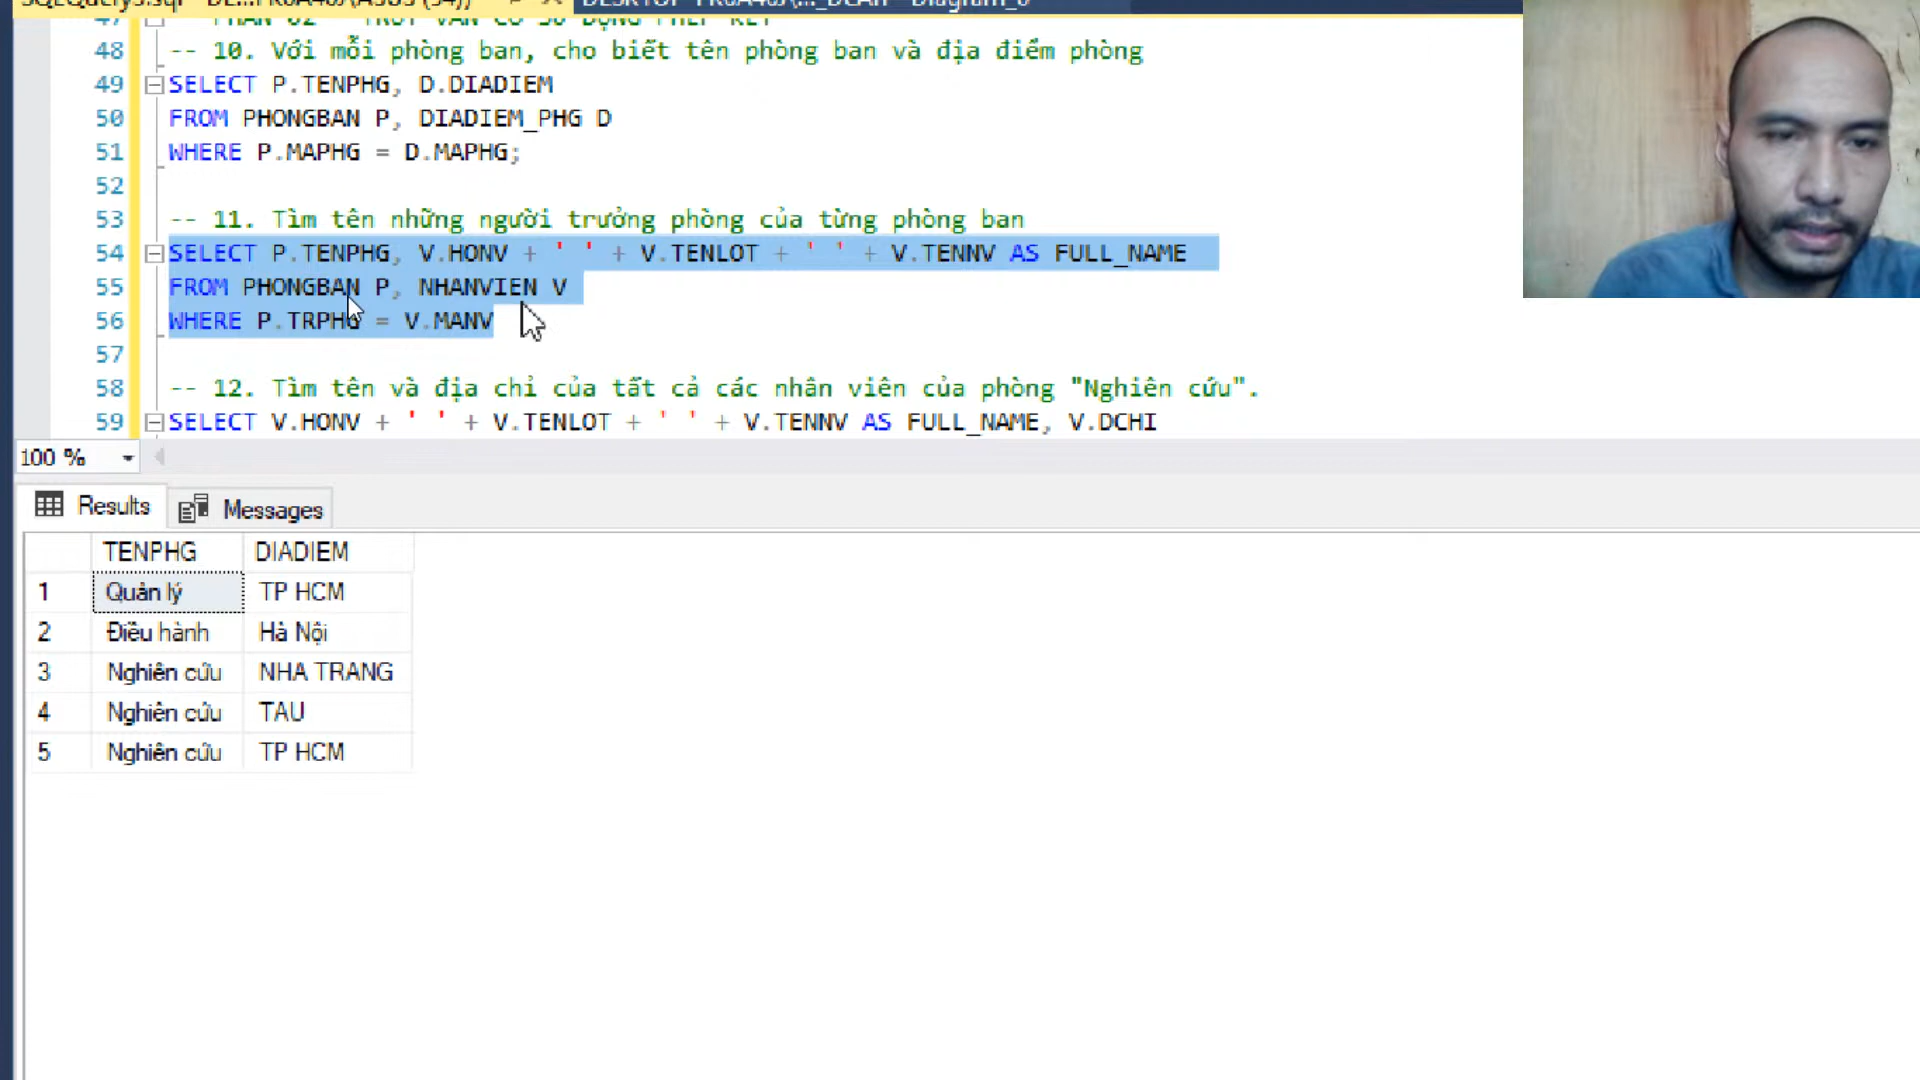 48 -- 10. Với mỗi phòng ban, cho biết tên phòng ban và địa điểm phòng
49 SELECT P.TENPHG, D.DIADIEM
50 FROM PHONGBAN P, DIADIEM_PHG D
51 WHERE P.MAPHG = D.MAPHG;
52
53 -- 11. Tìm tên những người trưởng phòng của từng phòng ban
54 SELECT P.TENPHG, V.HONV + ' ' + V.TENLOT + ' ' + V.TENNV AS FULL_NAME
55 FROM PHONGBAN P, NHANVIEN V
56 WHERE P.TRPHG = V.MANV
57
58 -- 12. Tìm tên và địa chỉ của tất cả các nhân viên của phòng "Nghiên cứu".
59 SELECT V.HONV + ' ' + V.TENLOT + ' ' + V.TENNV AS FULL_NAME, V.DCHI
100 %
Results Messages
TENPHG DIADIEM
1 Quản lý TP HCM
2 Điều hành Hà Nội
3 Nghiên cứu NHA TRANG
4 Nghiên cứu TAU
5 Nghiên cứu TP HCM